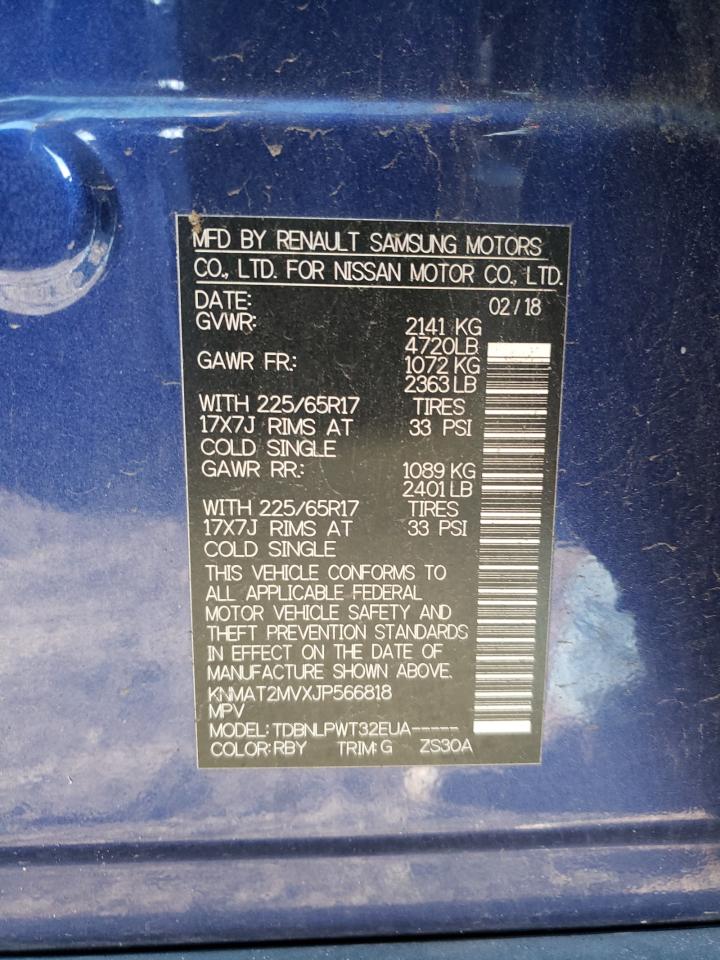 MFD BY RENAULT SAMSUNG MOTORS
CO., LTD. FOR NISSAN MOTOR CO., LTD.
DATE: 02/18
GVWR: 2141 KG
4720LB
GAWR FR.: 1072 KG
2363 LB
WITH 225/65R17 TIRES
17X7J RIMS AT 33 PSI
COLD SINGLE
GAWR RR.: 1089 KG
2401 LB
WITH 225/65R17 TIRES
17X7J RIMS AT 33 PSI
COLD SINGLE
THIS VEHICLE CONFORMS TO
ALL APPLICABLE FEDERAL
MOTOR VEHICLE SAFETY AND
THEFT PREVENTION STANDARDS
IN EFFECT ON THE DATE OF
MANUFACTURE SHOWN ABOVE.
KNMAT2MVXJP566818
MPV
MODEL: TDBNLPWT32EUA-----
COLOR: RBY TRIM: G ZS30A